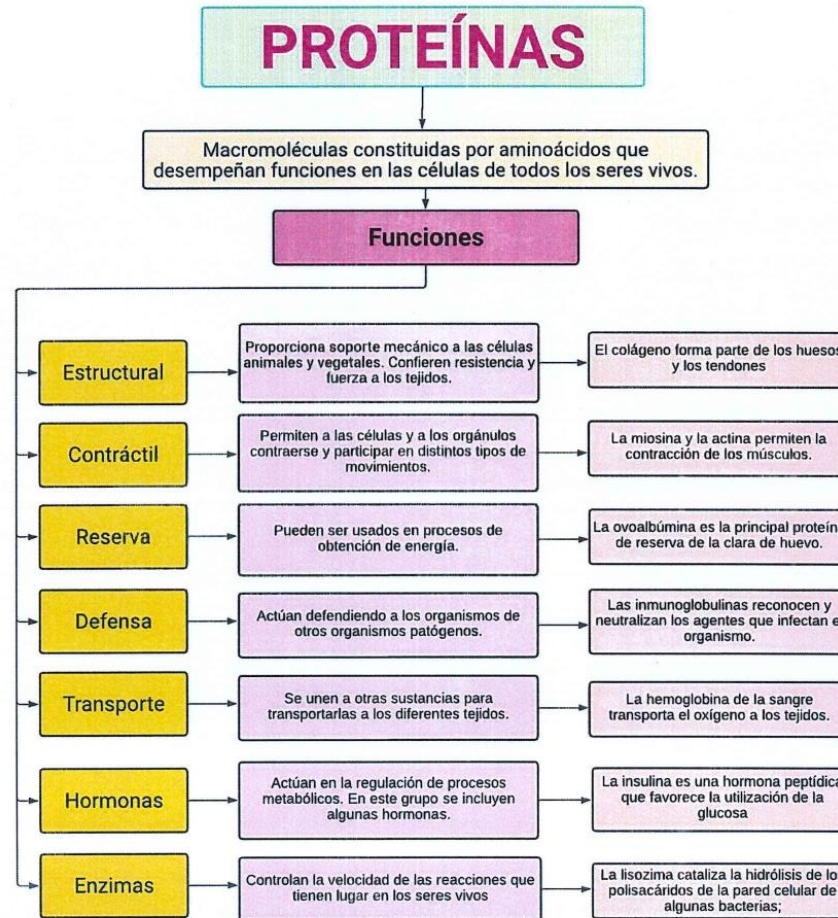 PROTEÍNAS
Macromoléculas constituidas por aminoácidos que
desempeñan funciones en las células de todos los seres vivos.
Funciones
Estructural
Proporciona soporte mecánico a las células
animales y vegetales. Confieren resistencia y
fuerza a los tejidos.
El colágeno forma parte de los huesos
y los tendones
Contráctil
Permiten a las células y a los orgánulos
contraerse y participar en distintos tipos de
movimientos.
La miosina y la actina permiten la
contracción de los músculos.
Reserva
Pueden ser usados en procesos de
obtención de energía.
La ovoalbúmina es la principal proteína
de reserva de la clara de huevo.
Defensa
Actúan defendiendo a los organismos de
otros organismos patógenos.
Las inmunoglobulinas reconocen y
neutralizan los agentes que infectan e
organismo.
Transporte
Se unen a otras sustancias para
transportarlas a los diferentes tejidos.
La hemoglobina de la sangre
transporta el oxígeno a los tejidos.
Hormonas
Actúan en la regulación de procesos
metabólicos. En este grupo se incluyen
algunas hormonas.
La insulina es una hormona peptídica
que favorece la utilización de la
glucosa
Enzimas
Controlan la velocidad de las reacciones que
tienen lugar en los seres vivos
La lisozima cataliza la hidrólisis de lo
polisacáridos de la pared celular de
algunas bacterias;